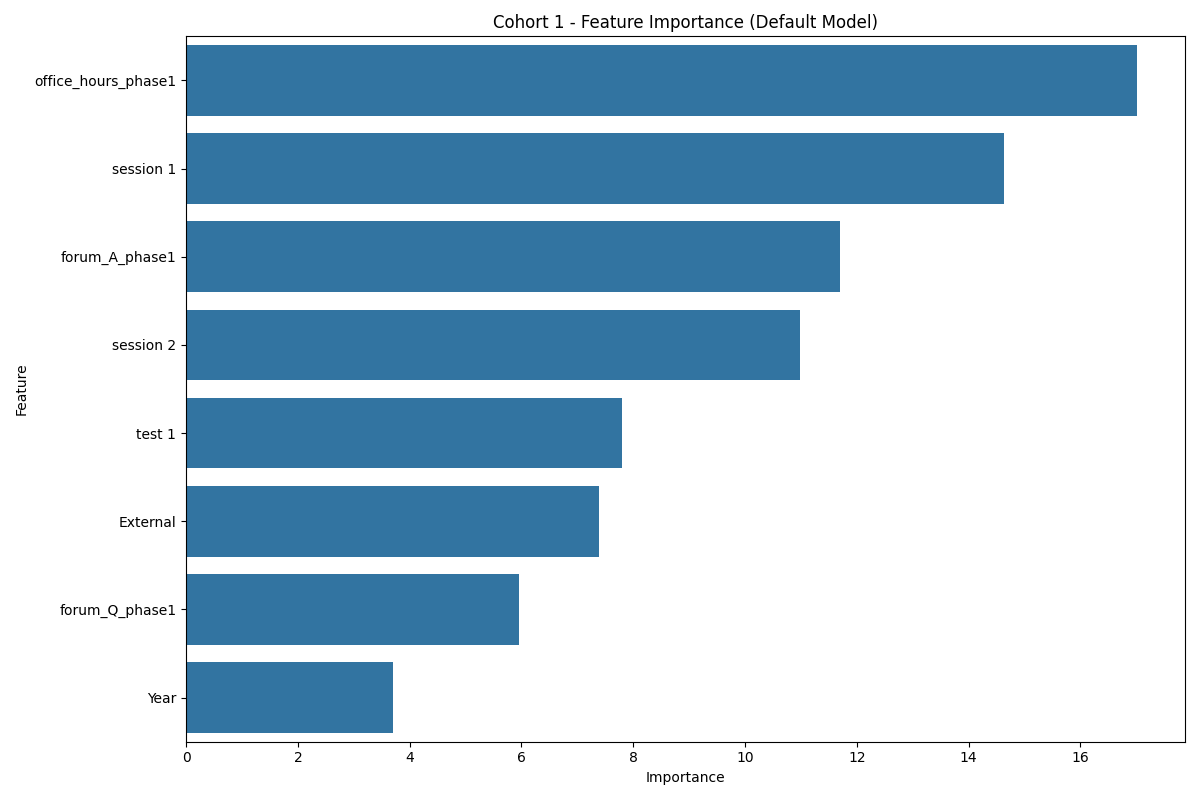 Cohort 1 - Feature Importance (Default Model)
office_hours_phase1
session 1
forum_A_phase1
session 2
test 1
External
forum_Q_phase1
Year
Feature
0 2 4 6 8 10 12 14 16
Importance